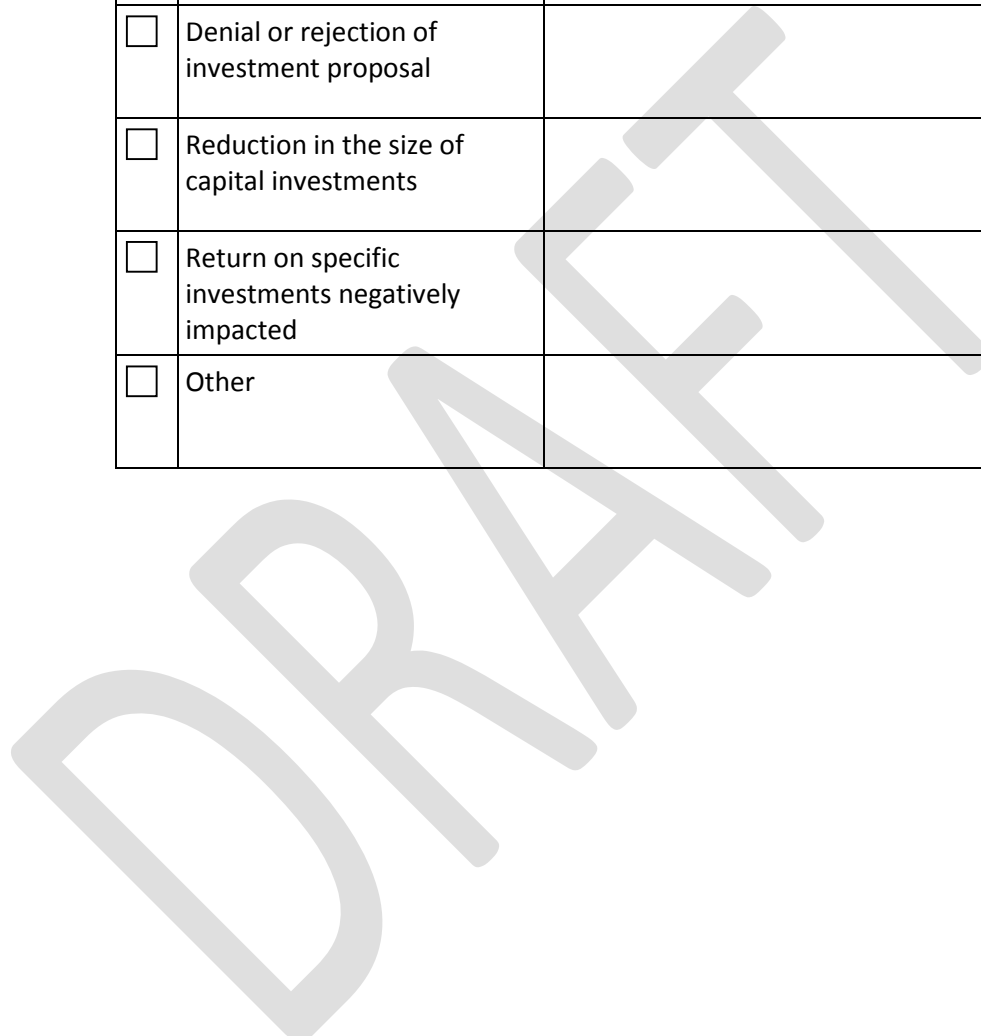 Denial or rejection of
investment proposal
Reduction in the size of
capital investments
Return on specific
investments negatively
impacted
Other
DRAFT